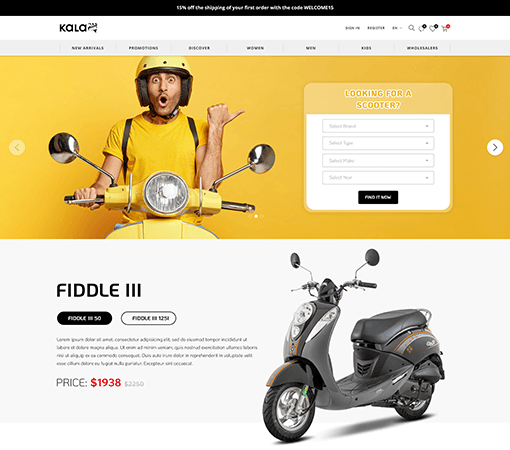 15% off the shipping of your first order with the code WELCOME15
KALA
SIGN IN
REGISTER
EN
NEW ARRIVALS
PROMOTIONS
DISCOVER
WOMEN
MEN
KIDS
WHOLESALERS
LOOKING FOR A
SCOOTER?
Select Brand
Select Type
Select Make
Select Year
FIND IT NOW
FIDDLE III
FIDDLE III 50
FIDDLE III 125I
Lorem ipsum dolor sit amet, consectetur adipiscing elit, sed do eiusmod tempor incididunt ut
labore et dolore magna aliqua. Ut enim ad minim veniam, quis nostrud exercitation ullamco laboris
nisi ut aliquip ex ea commodo consequat. Duis aute irure dolor in reprehenderit in voluptate velit
esse cillum dolore eu fugiat nulla pariatur. Excepteur sint occaecat.
PRICE: $1938 $2250